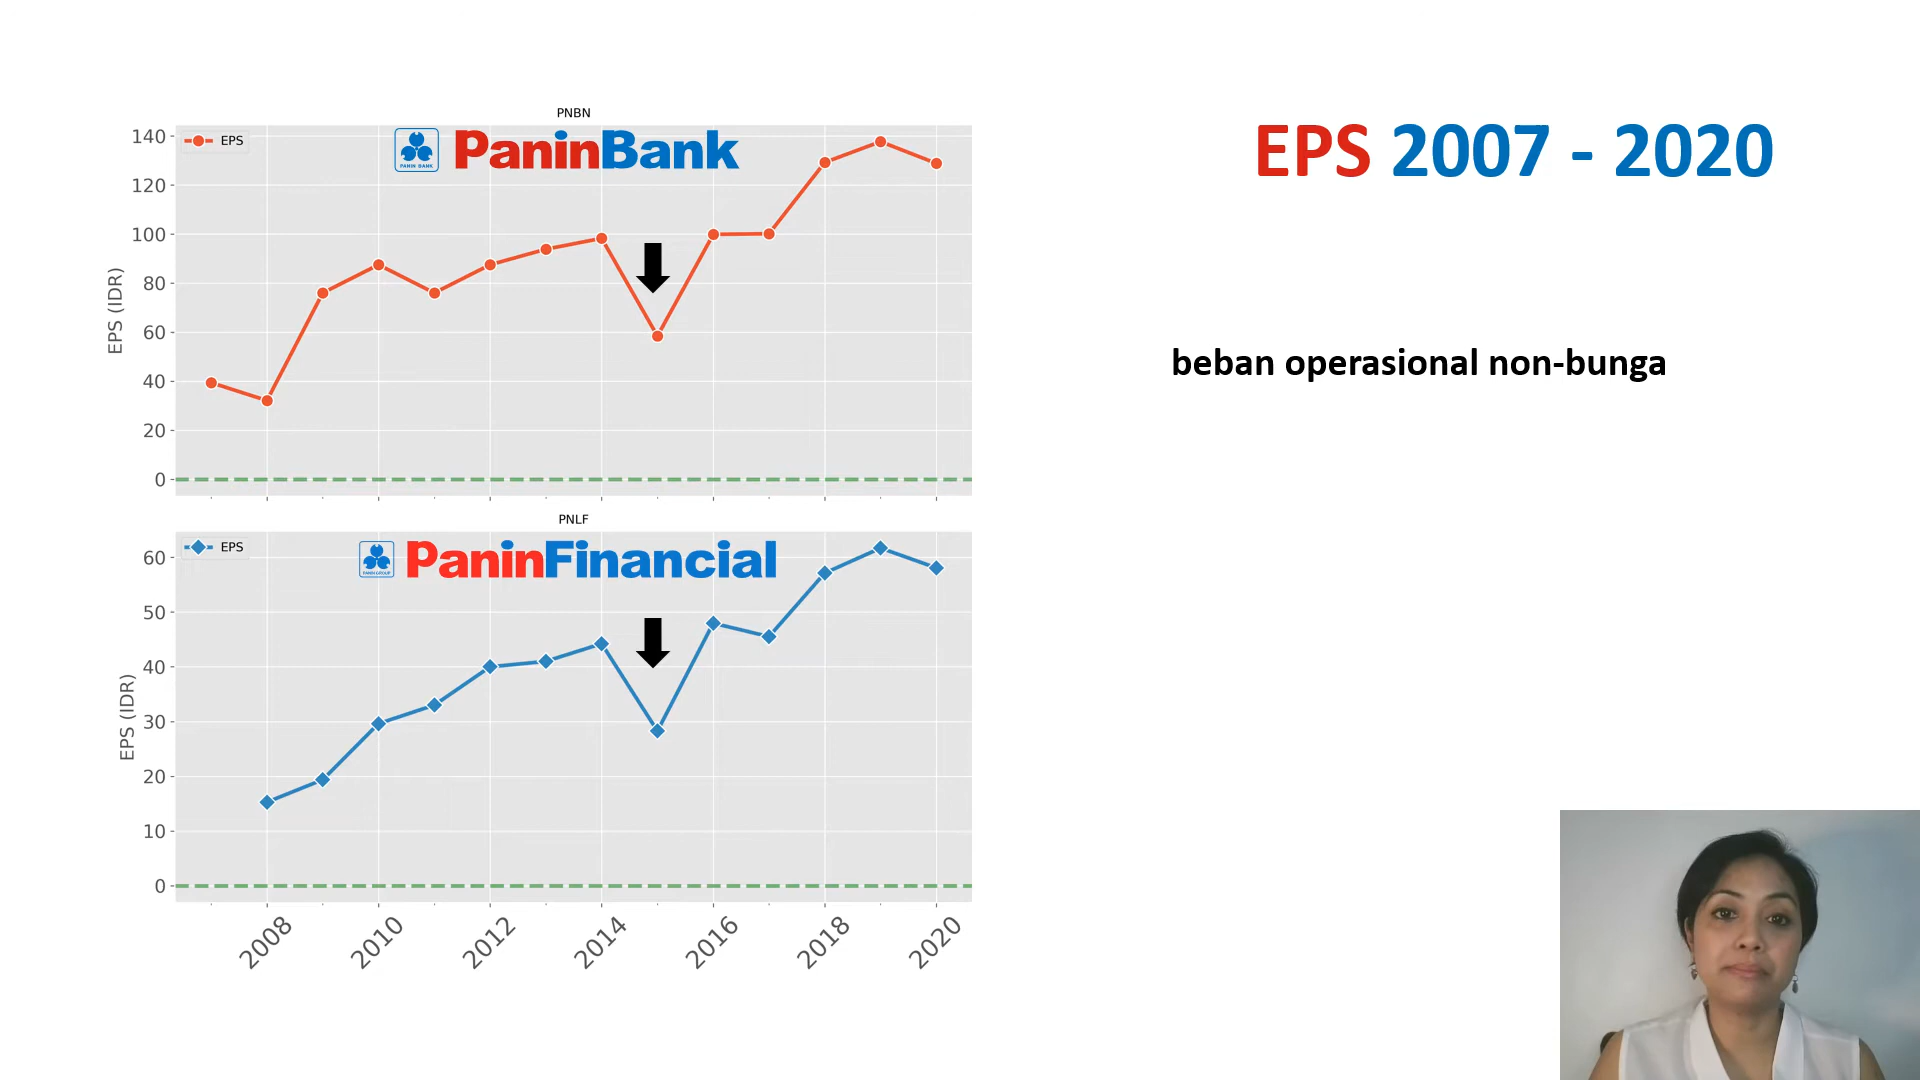 PNBN
EPS
PANIN BANK
PaninBank
140
120
100
80
60
40
20
0
EPS (IDR)
PNLF
EPS
PANIN GROUP
PaninFinancial
60
50
40
30
20
10
0
EPS (IDR)
2008
2010
2012
2014
2016
2018
2020
EPS 2007 - 2020
beban operasional non-bunga